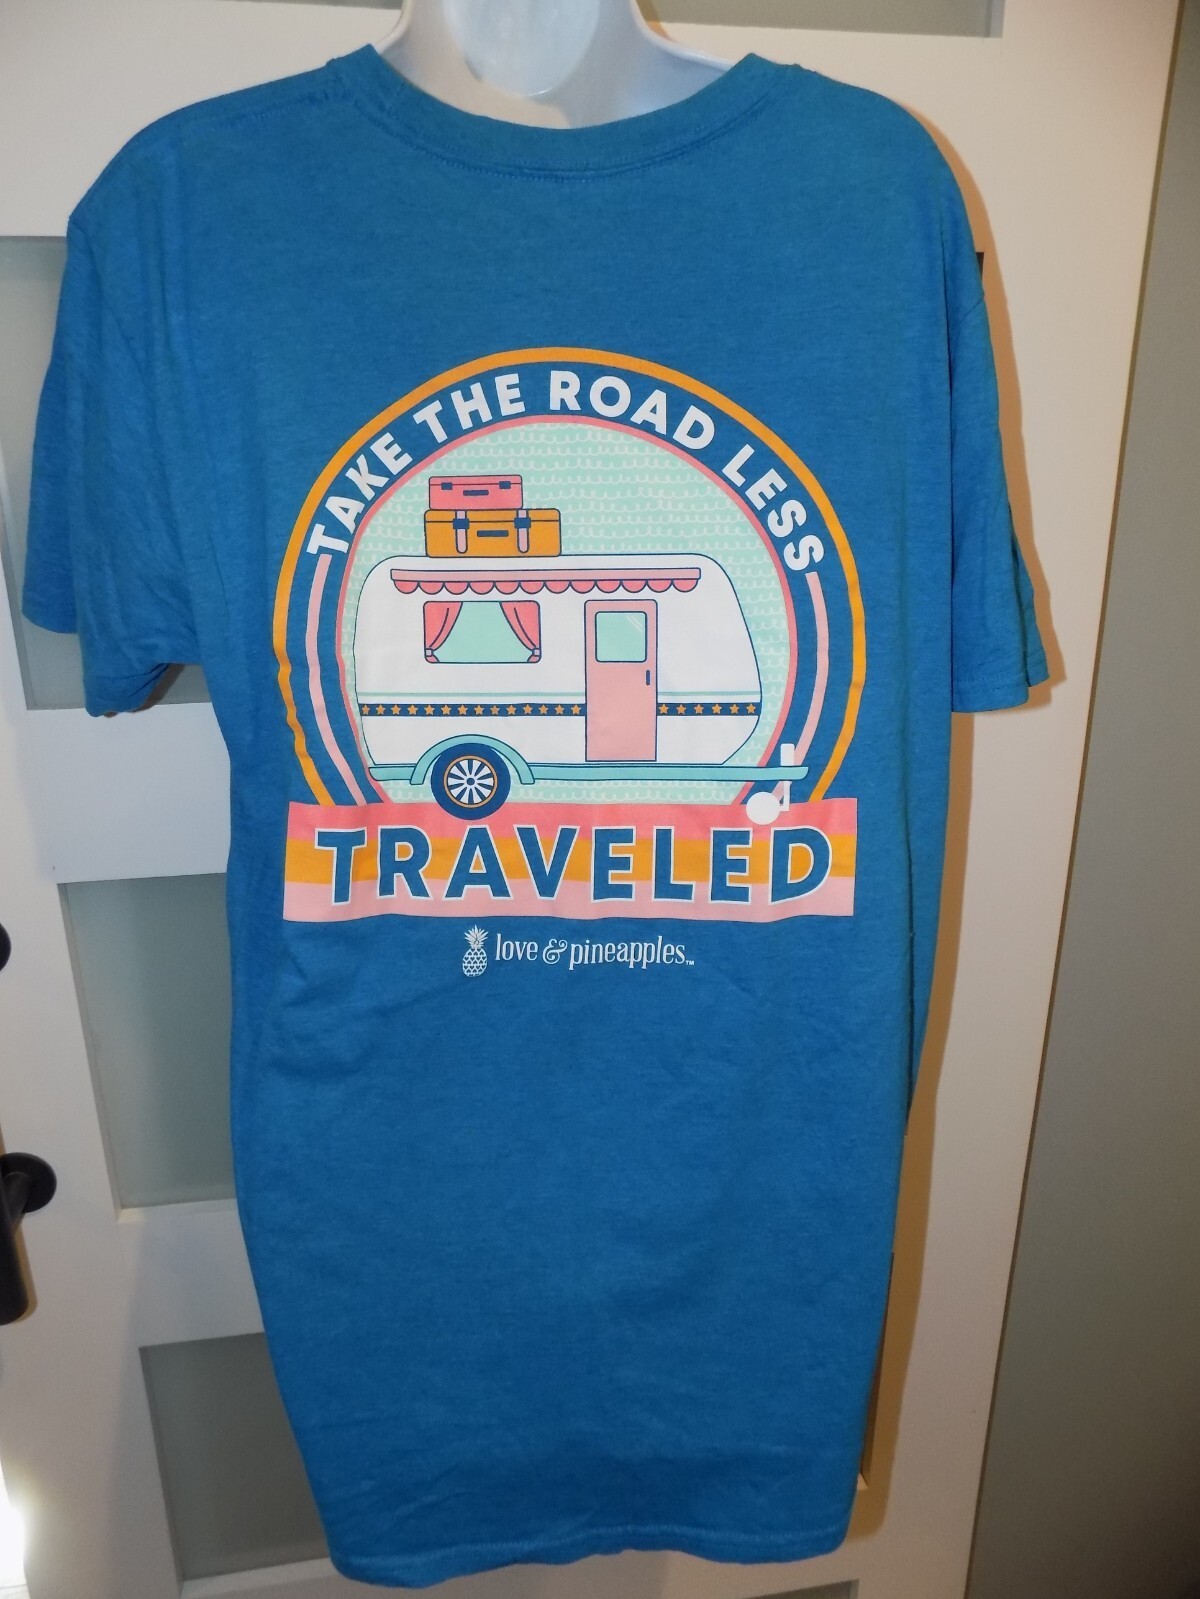 TAKE THE ROAD LESS
TRAVELED
love & pineapples™